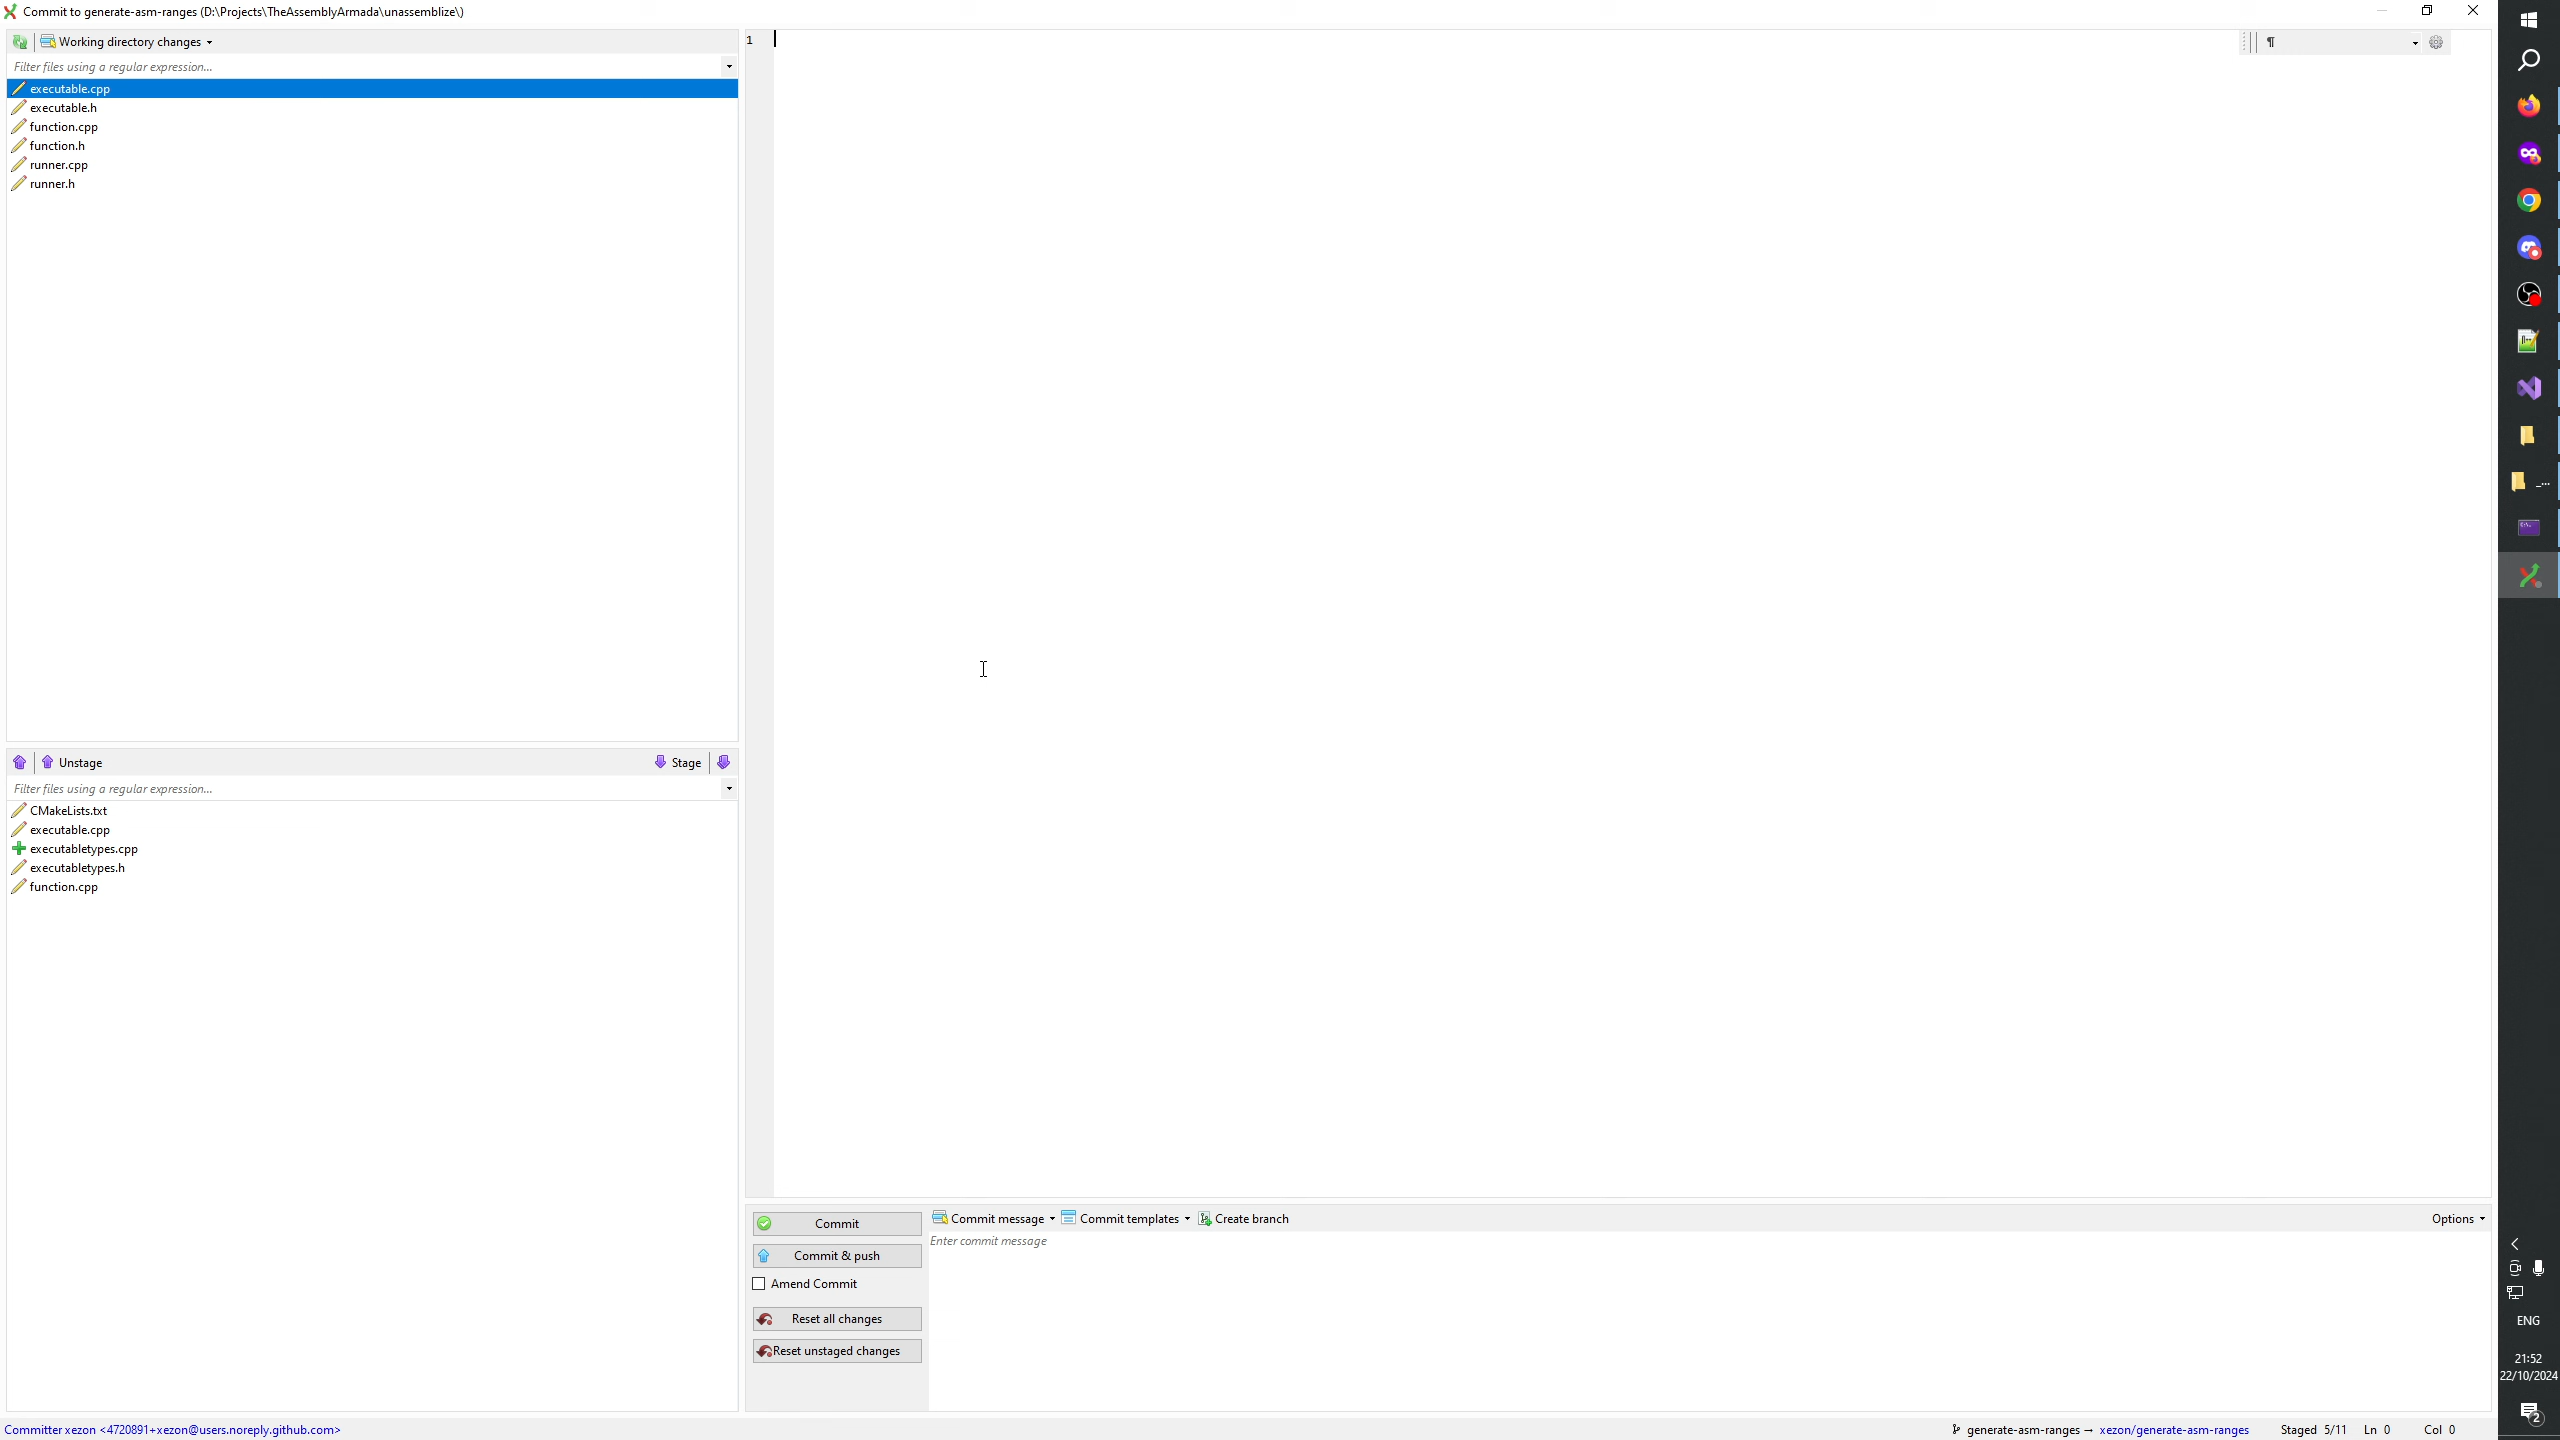 Commit to generate-asm-ranges (D:\Projects\TheAssemblyArmada\unassemblize\)
Working directory changes
Filter files using a regular expression...
executable.cpp
executable.h
function.cpp
function.h
runner.cpp
runner.h
Unstage
Stage
Filter files using a regular expression...
CMakeLists.txt
executable.cpp
executabletypes.cpp
executabletypes.h
function.cpp
1
¶
Commit
Commit & push
Amend Commit
Reset all changes
Reset unstaged changes
Commit message
Commit templates
Create branch
Options
Enter commit message
Committer xezon <4720891+xezon@users.noreply.github.com>
generate-asm-ranges → xezon/generate-asm-ranges
Staged 5/11
Ln 0
Col 0
_...
ENG
21:52
22/10/2024
2